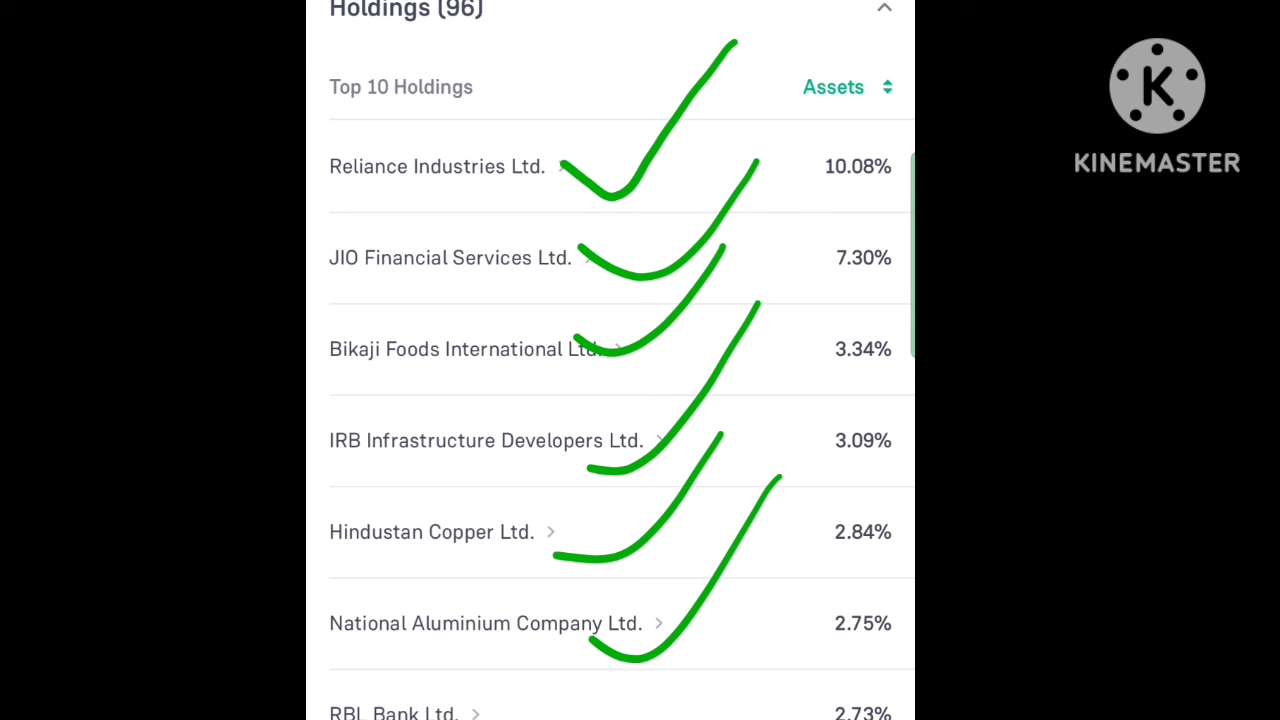 Holdings (96)
Top 10 Holdings Assets
Reliance Industries Ltd. 10.08%
JIO Financial Services Ltd. 7.30%
Bikaji Foods International Ltd. 3.34%
IRB Infrastructure Developers Ltd. 3.09%
Hindustan Copper Ltd. 2.84%
National Aluminium Company Ltd. 2.75%
RBL Bank Ltd. 2.73%
K
KINEMASTER